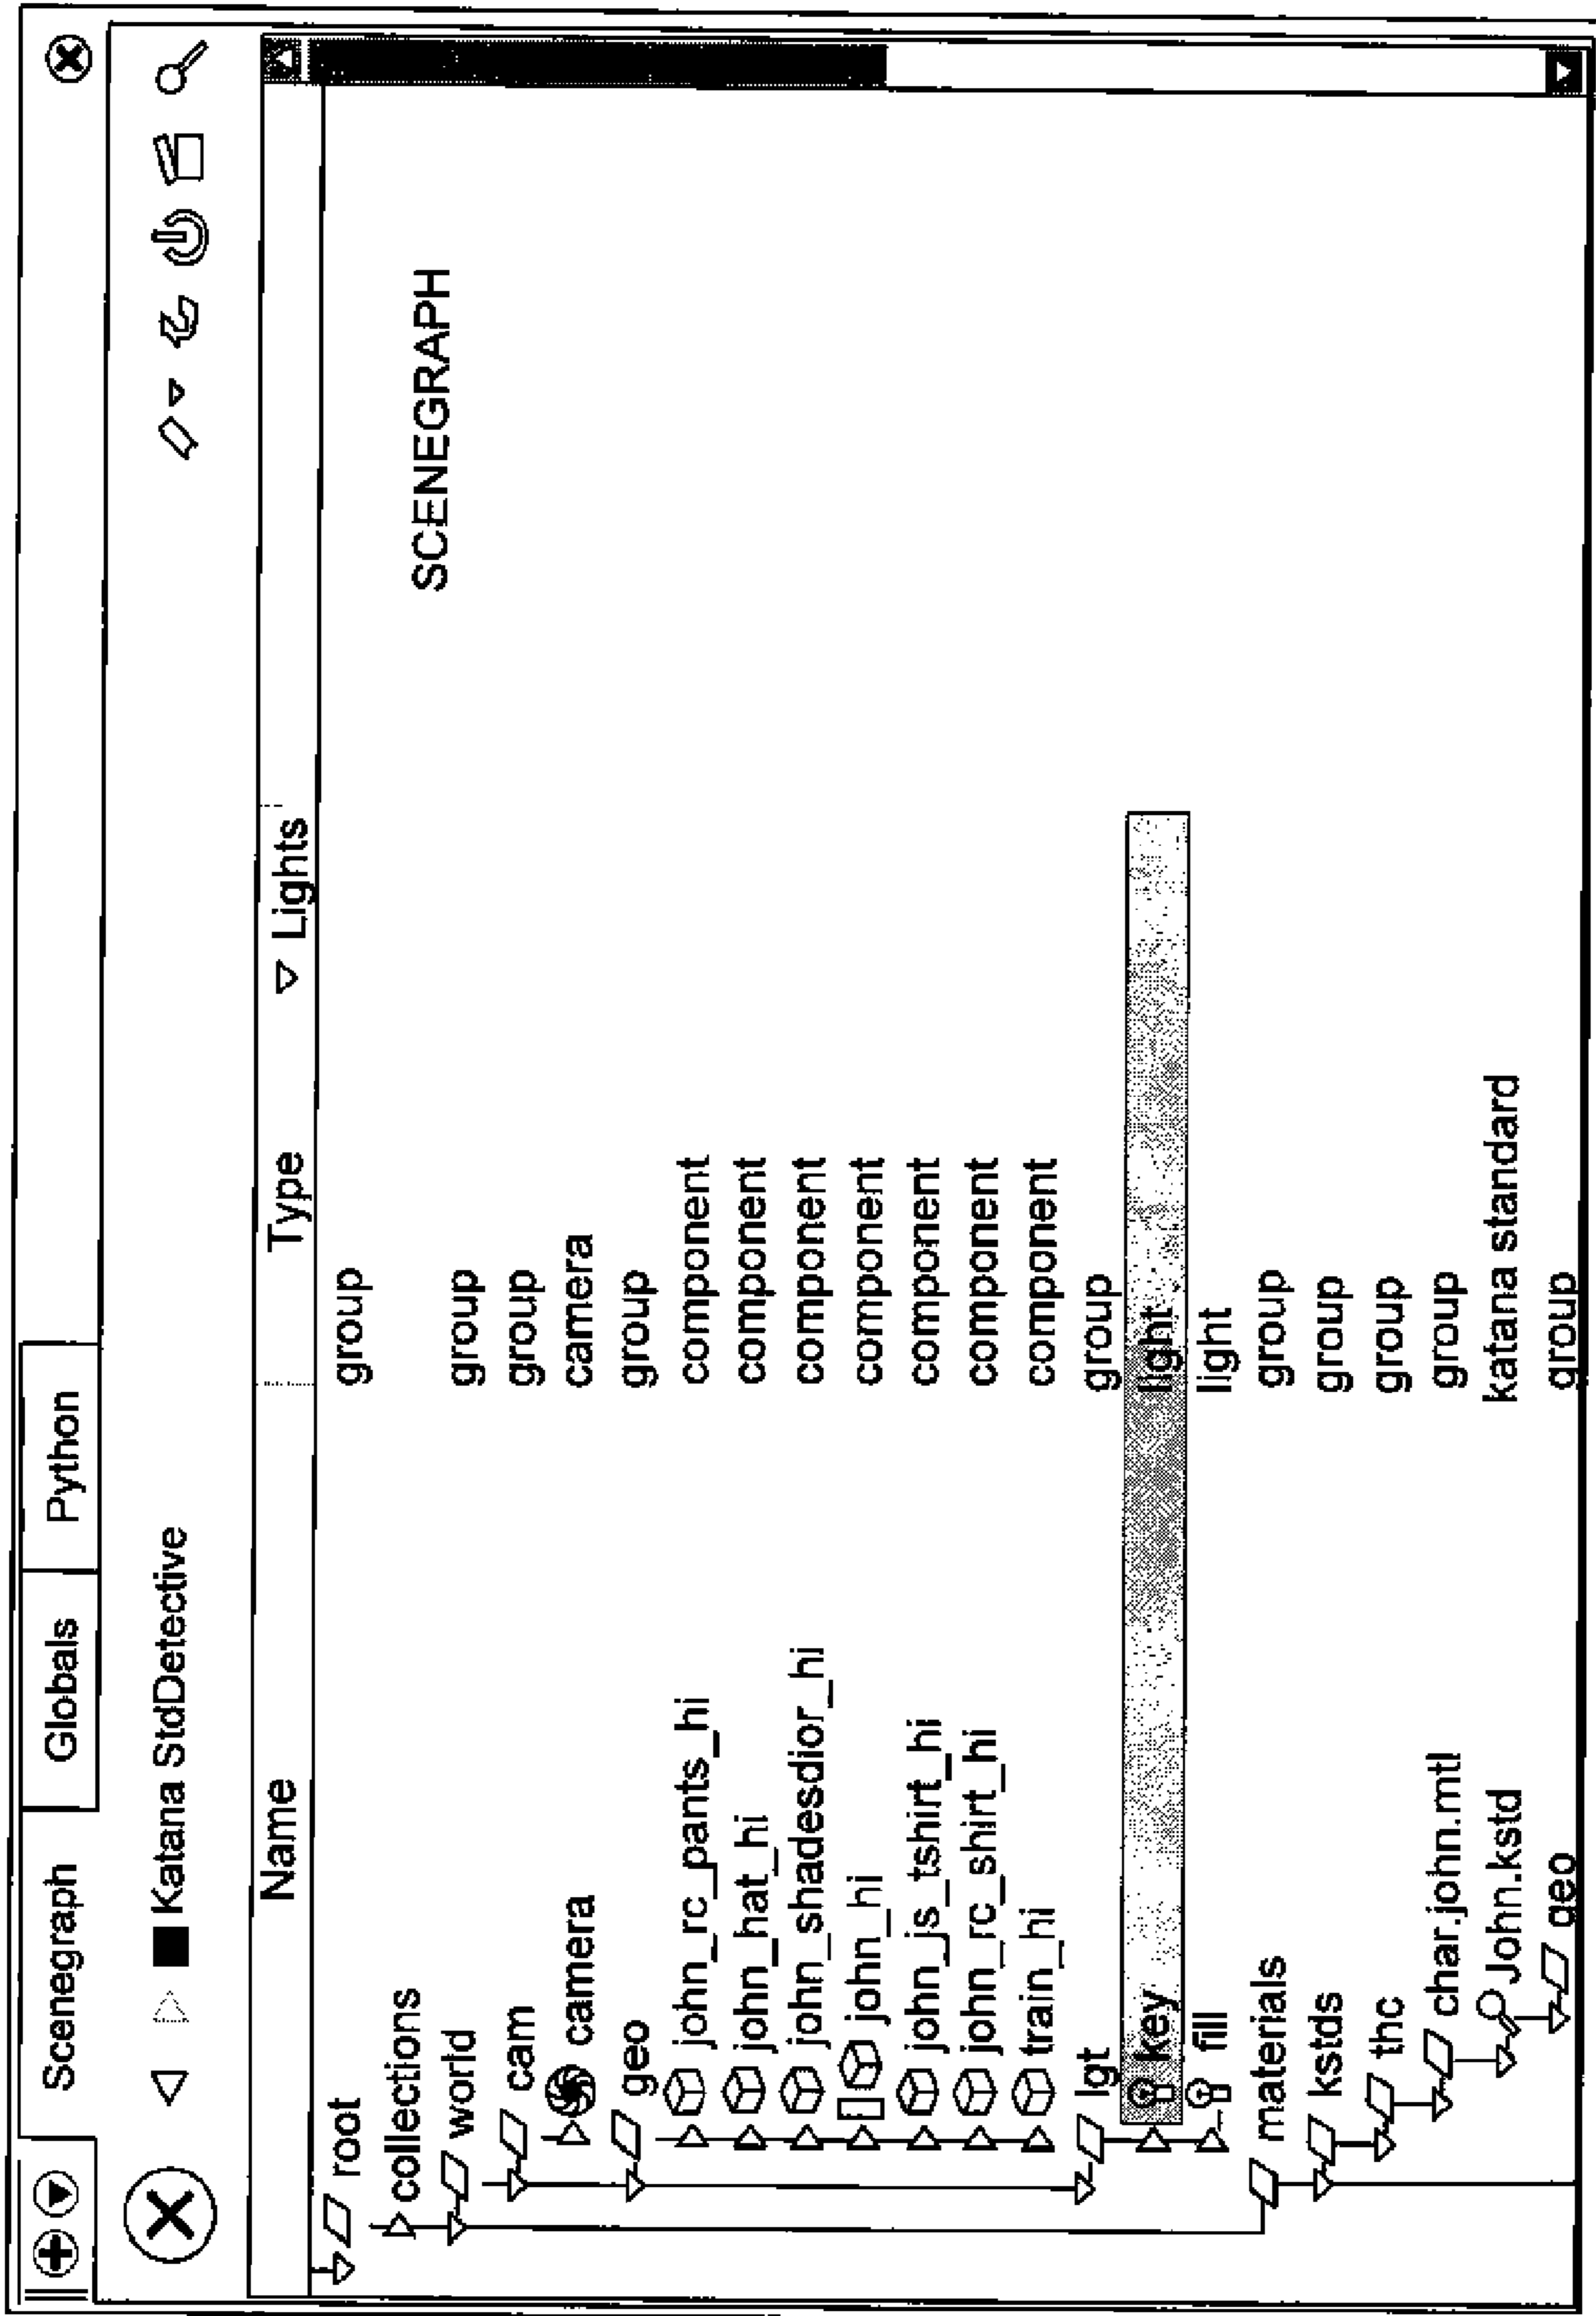 Scenegraph Globals Python
Katana StdDetective
Name Type Lights
root group
collections
world group
cam group
camera camera
geo group
john_rc_pants_hi component
john_hat_hi component
john_shadesdior_hi component
john_hi component
john_js_tshirt_hi component
john_rc_shirt_hi component
train_hi component
lgt group
key light
fill light
materials group
kstds group
thc group
char.john.mtl group
John.kstd katana standard
geo group
SCENEGRAPH